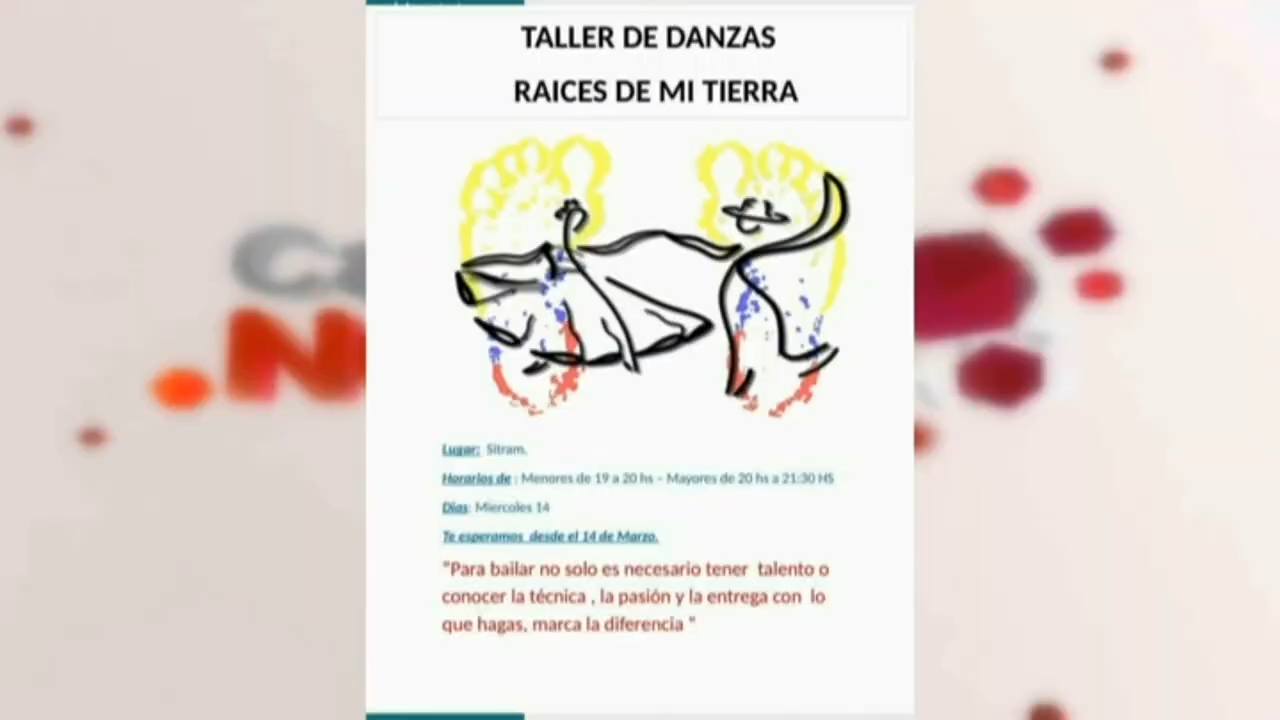 TALLER DE DANZAS
RAICES DE MI TIERRA
Lugar: Sitram.
Horarios de : Menores de 19 a 20 hs - Mayores de 20 hs a 21:30 HS
Dias: Miercoles 14
Te esperamos desde el 14 de Marzo.
"Para bailar no solo es necesario tener talento o
conocer la técnica , la pasión y la entrega con lo
que hagas, marca la diferencia "